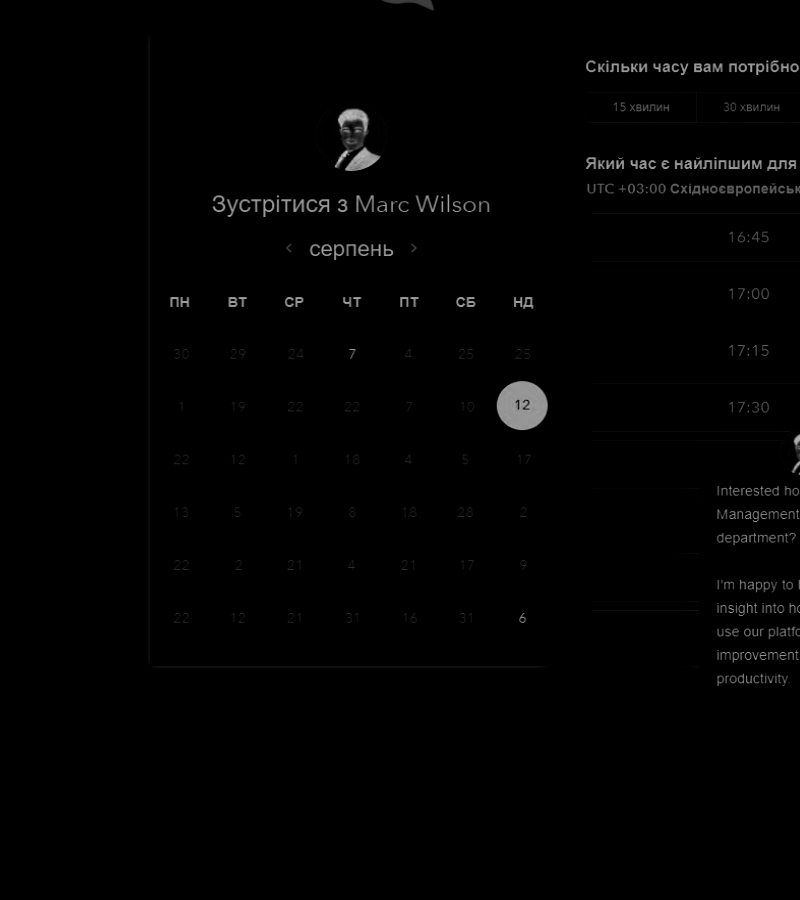 Зустрітися з Marc Wilson
< серпень >
ПН ВТ СР ЧТ ПТ СБ НД
30 29 24 7 4 25 25
1 19 22 22 7 10 12
22 12 1 18 4 5 17
13 5 19 8 18 28 2
22 2 21 4 21 17 9
22 12 21 31 16 31 6
Скільки часу вам потрібно
15 хвилин 30 хвилин
Який час є найліпшим для
UTC +03:00 Східноєвропейськ
16:45
17:00
17:15
17:30
Interested ho
Management
department?
I'm happy to
insight into ho
use our platfo
improvement
productivity.